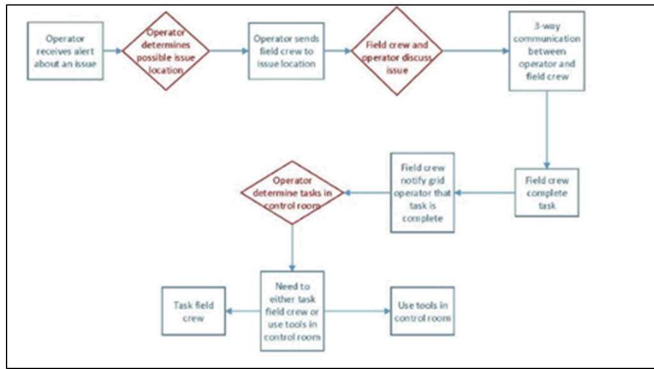 Operator
receives alert
about an issue
Operator
determines
possible issue
location
Operator sends
field crew to
issue location
Field crew and
operator discuss
issue
3-way
communication
between
operator and
field crew
Field crew
complete
task
Field crew
notify grid
operator that
task is
complete
Operator
determine tasks in
control room
Need to
either task
field crew or
use tools in
control room
Task field
crew
Use tools in
control room